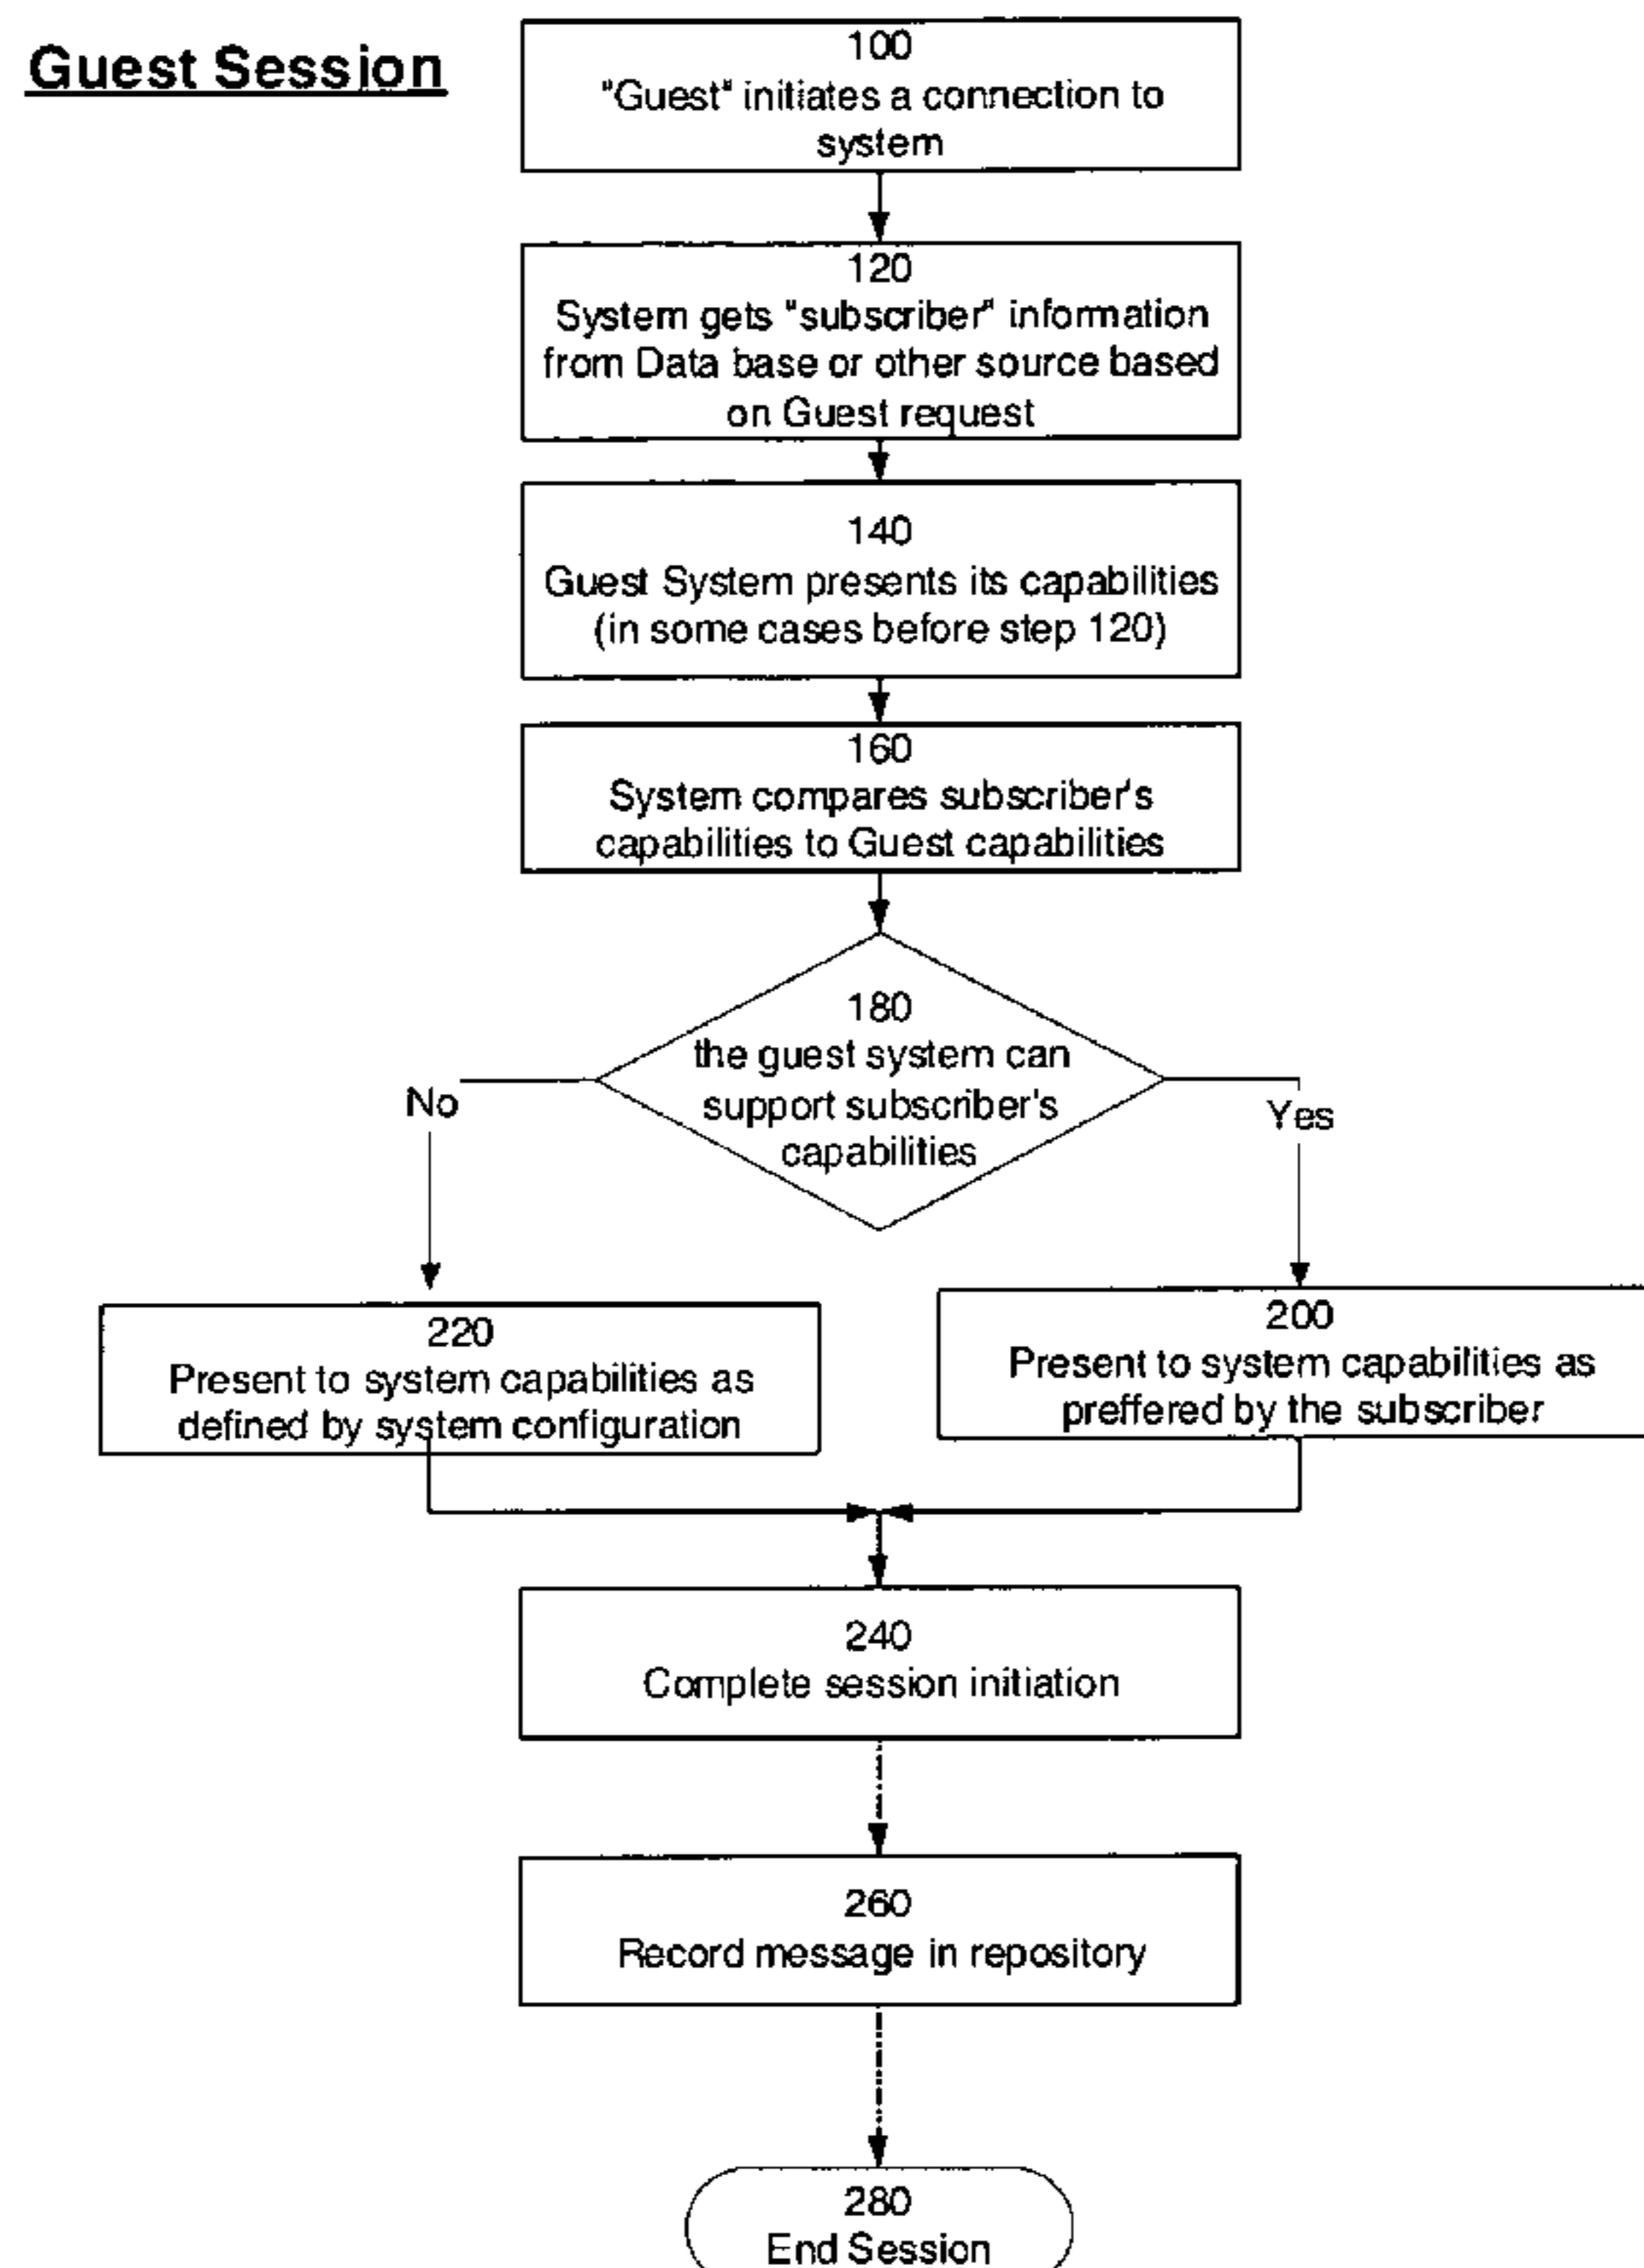 Guest Session
100
"Guest" initiates a connection to
system
120
System gets "subscriber" information
from Data base or other source based
on Guest request
140
Guest System presents its capabilities
(in some cases before step 120)
160
System compares subscriber's
capabilities to Guest capabilities
180
the guest system can
support subscriber's
capabilities
No
Yes
220
Present to system capabilities as
defined by system configuration
200
Present to system capabilities as
preffered by the subscriber
240
Complete session initiation
260
Record message in repository
280
End Session